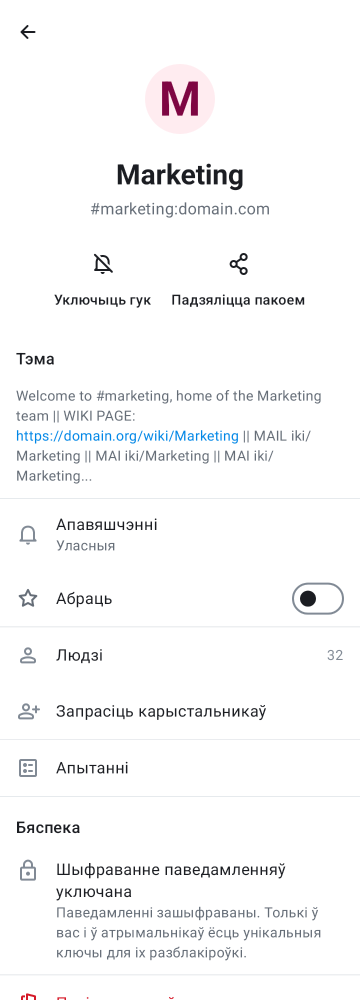 M
Marketing
#marketing:domain.com
Уключыць гук
Падзяліцца пакоем
Тэма
Welcome to #marketing, home of the Marketing
team || WIKI PAGE:
https://domain.org/wiki/Marketing || MAIL iki/
Marketing || MAI iki/Marketing || MAI iki/
Marketing...
Апавяшчэнні
Уласныя
Абраць
Людзі 32
Запрасіць карыстальнікаў
Апытанні
Бяспека
Шыфраванне паведамленняў
уключана
Паведамленні зашыфраваны. Толькі ў
вас і ў атрымальнікаў ёсць унікальныя
ключы для іх разблакіроўкі.